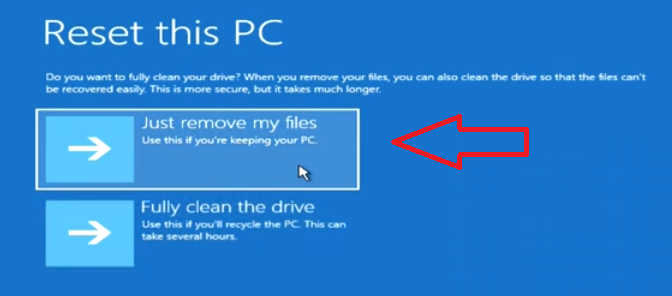 Reset this PC
Do you want to fully clean your drive? When you remove your files, you can also clean the drive so that the files can't
be recovered easily. This is more secure, but it takes much longer.
Just remove my files
Use this if you're keeping your PC.
Fully clean the drive
Use this if you'll recycle the PC. This can
take several hours.